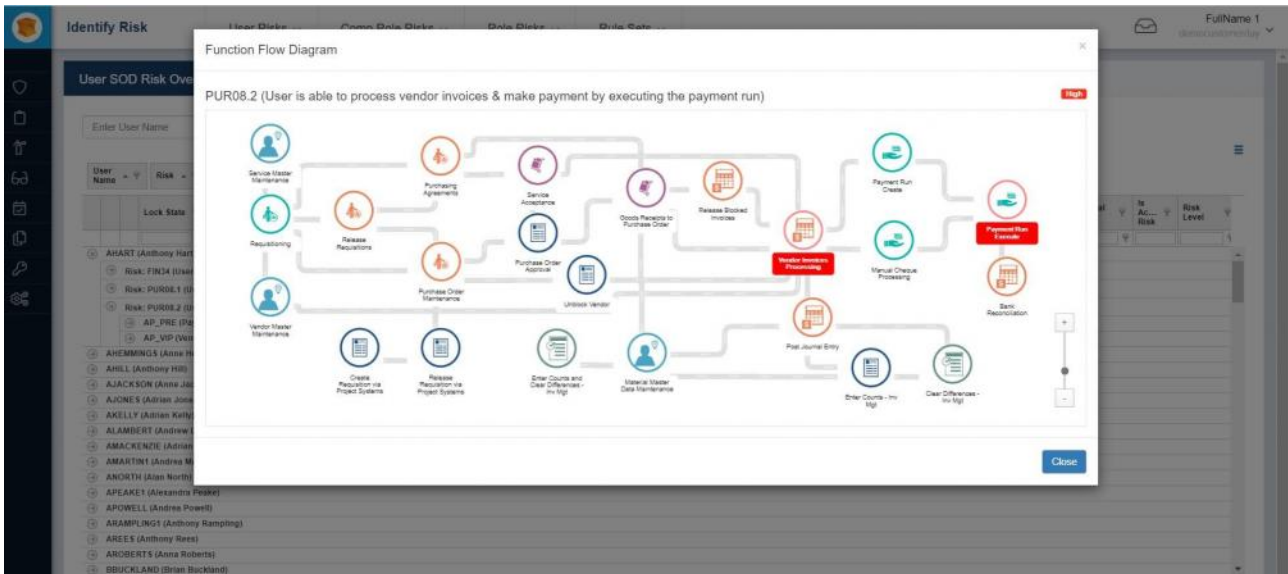 Identify Risk
User Risks
Comp Role Risks
Role Risks
Rule Sets
FullName 1
Function Flow Diagram
×
User SOD Risk Ove
PUR08.2 (User is able to process vendor invoices & make payment by executing the payment run)
High
Enter User Name
User Name
Risk
Lock State
Is Ac... Risk
Risk Level
Service Master
Maintenance
Purchasing
Agreements
Service
Acceptance
Goods Receipts to
Purchase Order
Release Blocked
Invoices
Payment Run
Create
Requisitioning
Release
Requisitions
Purchase Order
Approval
Vendor Invoices
Processing
Manual Cheque
Processing
Payment Run
Execute
Purchase Order
Maintenance
Unblock Vendor
Bank
Reconciliation
Vendor Master
Maintenance
Post Journal Entry
Create
Requisition via
Project Systems
Release
Requisition via
Project Systems
Enter Counts and
Clear Differences -
Inv Mgt
Material Master
Data Maintenance
Enter Counts - Inv
Mgt
Clear Differences -
Inv Mgt
+
-
Close
AHART (Anthony Hart
Risk: FIN34 (User
Risk: PUR08.1 (U
Risk: PUR08.2 (U
AP_PRE (Pa
AP_VIP (Ven
AHEMMINGS (Anne H
AHILL (Anthony Hill)
AJACKSON (Anne Jac
AJONES (Adrian Jone
AKELLY (Adrian Kelly)
ALAMBERT (Andrew L
AMACKENZIE (Adrian
AMARTIN1 (Andrea M
ANORTH (Alan North)
APEAKE1 (Alexandra Peake)
APOWELL (Andrea Powell)
ARAMPLING1 (Anthony Rampling)
AREES (Anthony Rees)
AROBERTS (Anna Roberts)
BBUCKLAND (Brian Buckland)